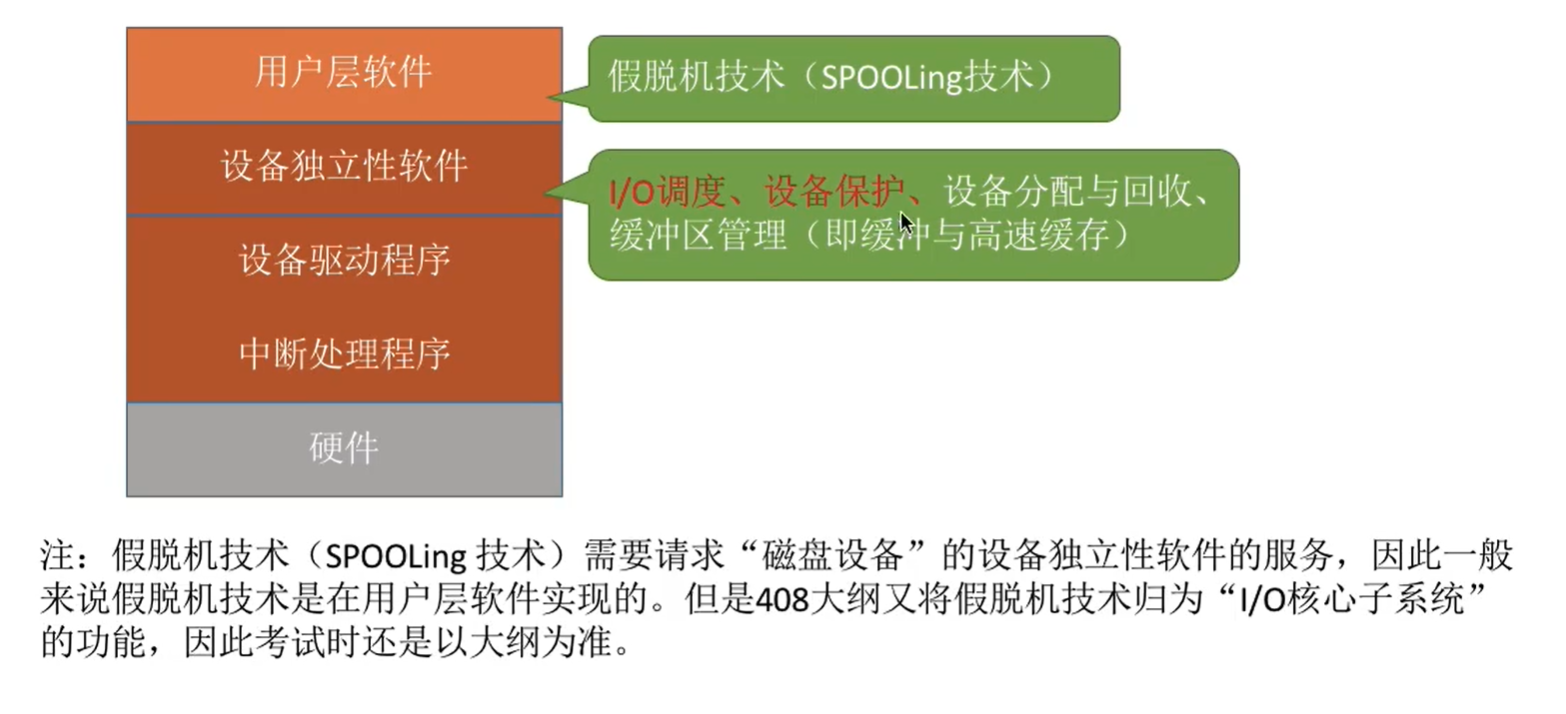 用户层软件
假脱机技术（SPOOLing技术）
设备独立性软件
I/O调度、设备保护、设备分配与回收、
缓冲区管理（即缓冲与高速缓存）
设备驱动程序
中断处理程序
硬件
注：假脱机技术（SPOOLing 技术）需要请求“磁盘设备”的设备独立性软件的服务，因此一般
来说假脱机技术是在用户层软件实现的。但是408大纲又将假脱机技术归为“I/O核心子系统”
的功能，因此考试时还是以大纲为准。